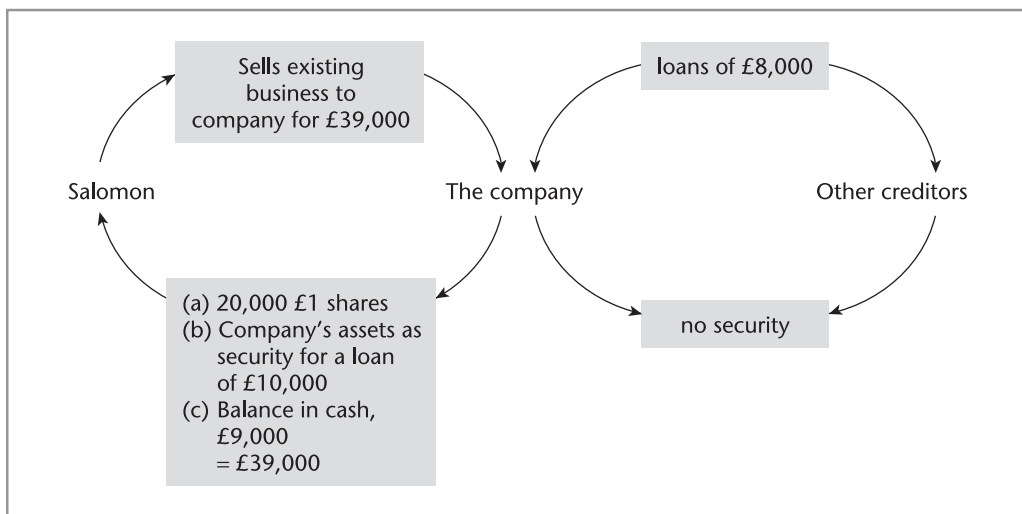 Sells existing
business to
company for £39,000
loans of £8,000
Salomon
The company
Other creditors
(a) 20,000 £1 shares
(b) Company’s assets as
security for a loan
of £10,000
(c) Balance in cash,
£9,000
= £39,000
no security